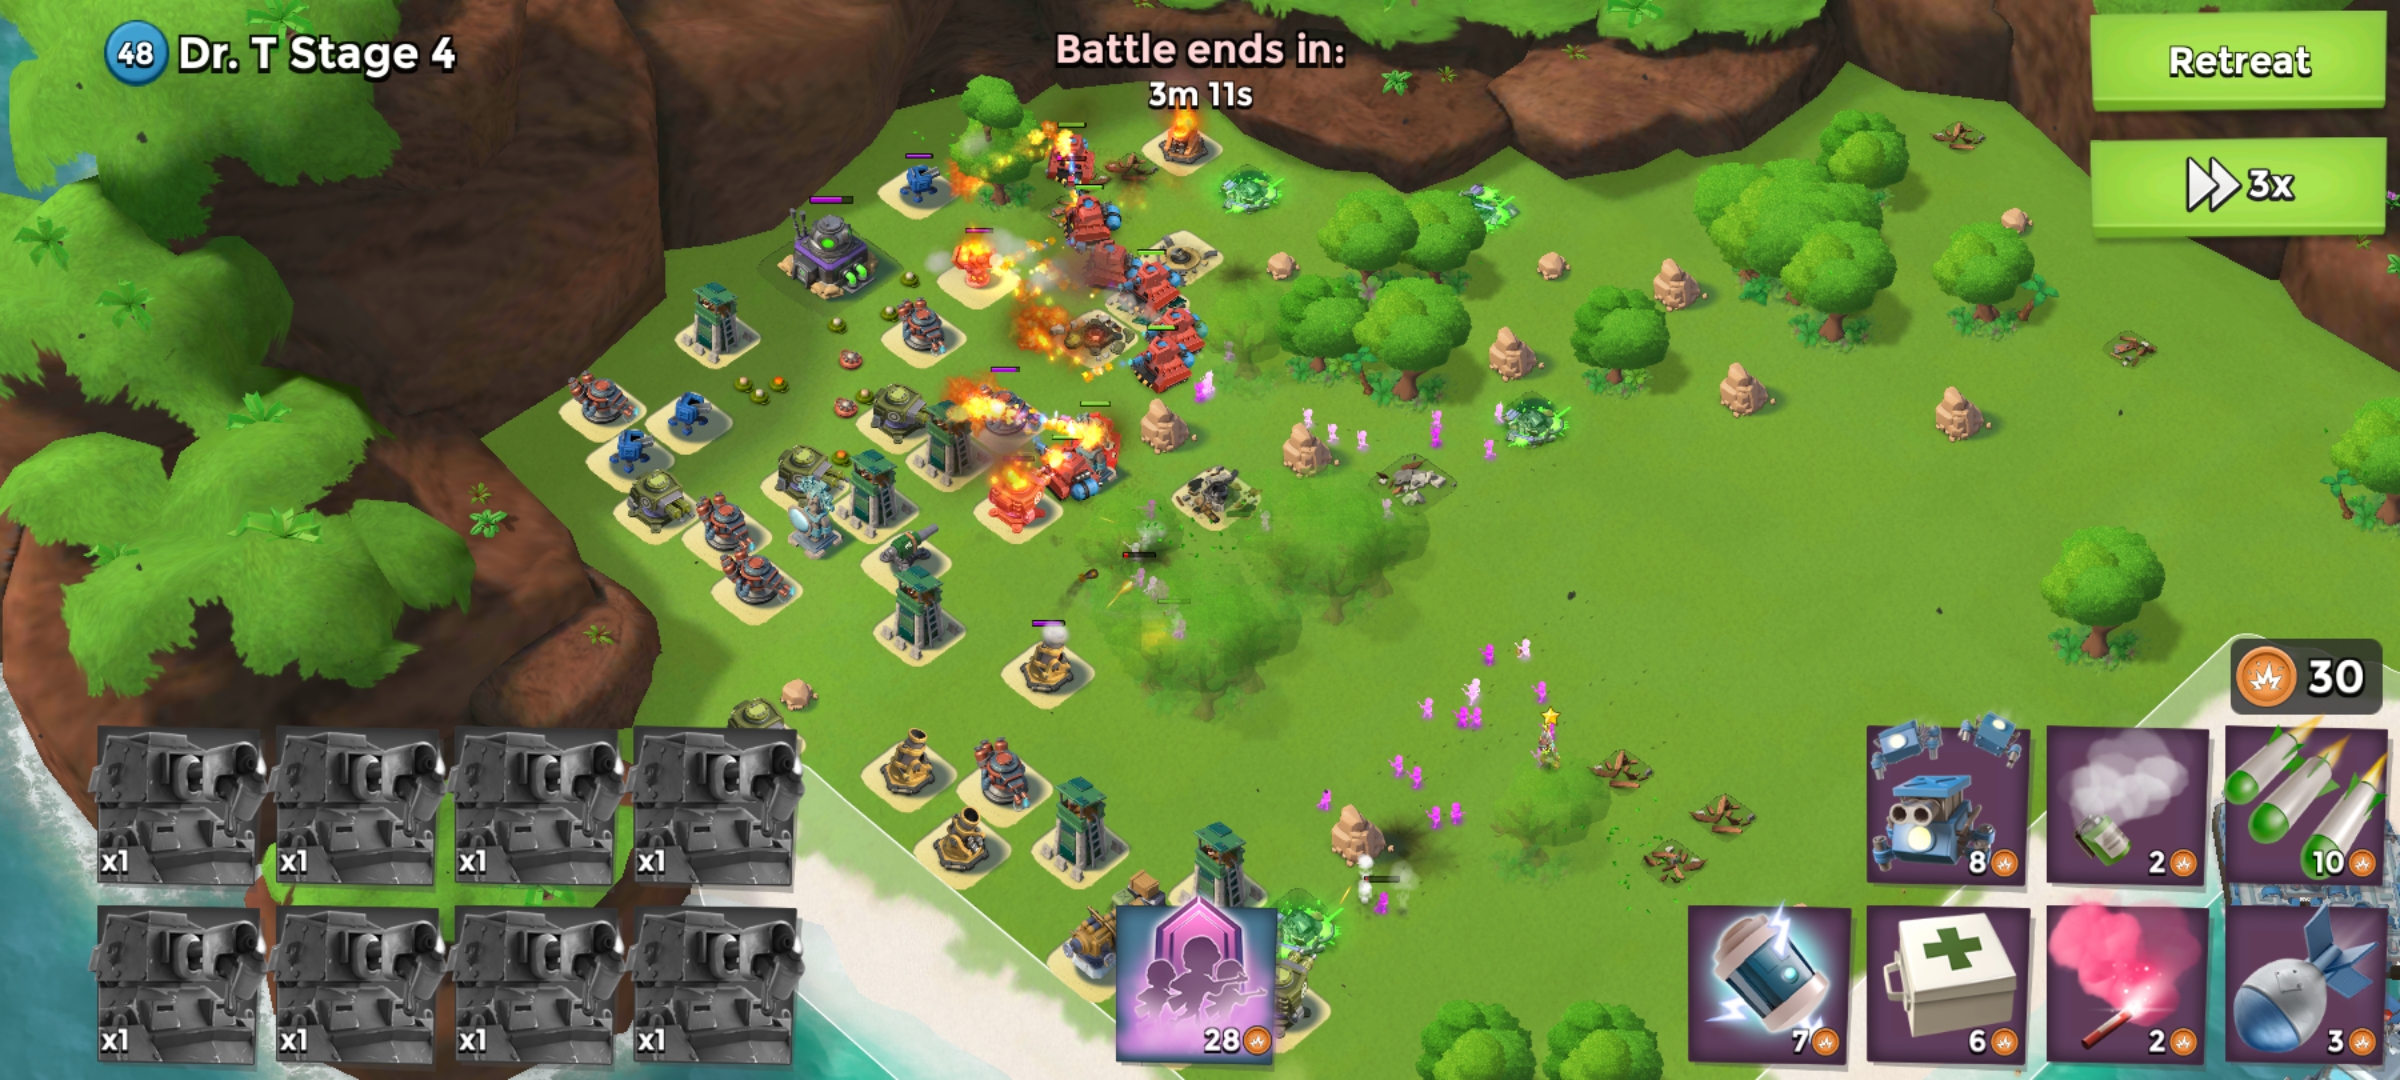 48 Dr. T Stage 4
Battle ends in:
3m 11s
Retreat
3x
30
8
2
10
x1
x1
x1
x1
28
7
6
2
3
x1
x1
x1
x1